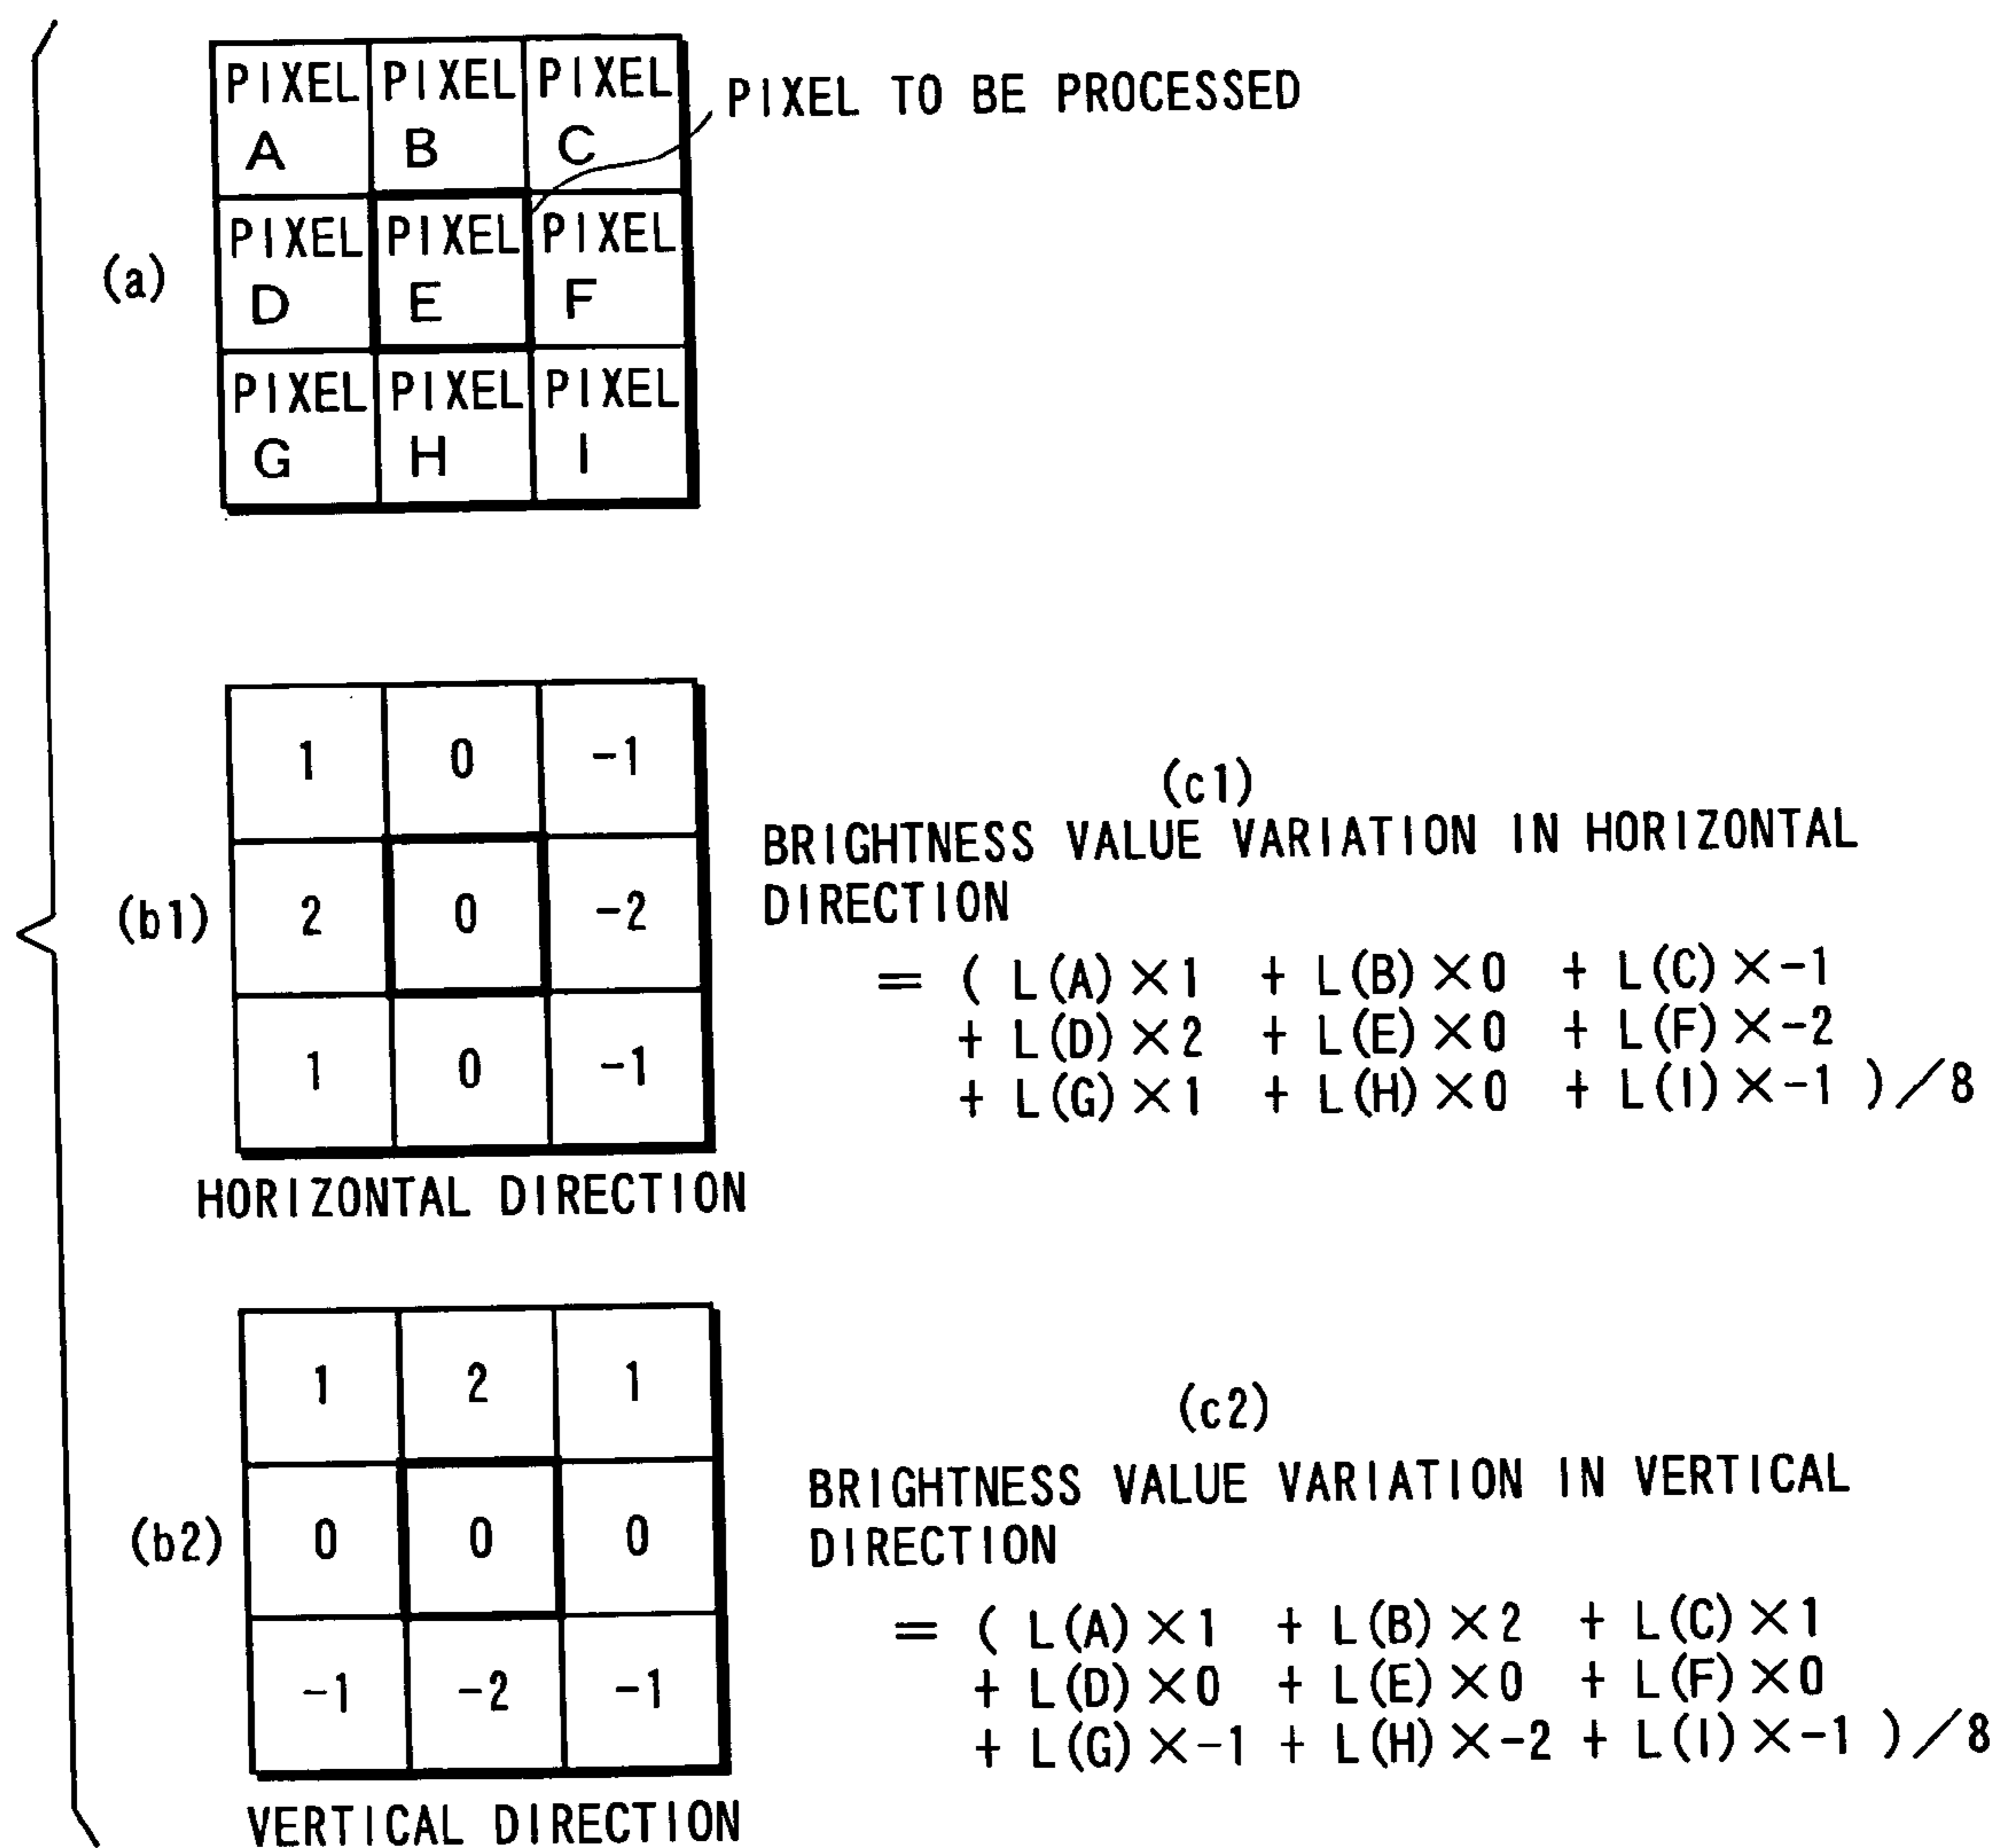 (a)
PIXEL PIXEL PIXEL
A B C
PIXEL PIXEL PIXEL
D E F
PIXEL PIXEL PIXEL
G H I
PIXEL TO BE PROCESSED
(b1)
1 0 -1
2 0 -2
1 0 -1
HORIZONTAL DIRECTION
(c1)
BRIGHTNESS VALUE VARIATION IN HORIZONTAL
DIRECTION
= ( L(A)×1 + L(B)×0 + L(C)×-1
+ L(D)×2 + L(E)×0 + L(F)×-2
+ L(G)×1 + L(H)×0 + L(I)×-1 )/8
(b2)
1 2 1
0 0 0
-1 -2 -1
VERTICAL DIRECTION
(c2)
BRIGHTNESS VALUE VARIATION IN VERTICAL
DIRECTION
= ( L(A)×1 + L(B)×2 + L(C)×1
+ L(D)×0 + L(E)×0 + L(F)×0
+ L(G)×-1 + L(H)×-2 + L(I)×-1 )/8